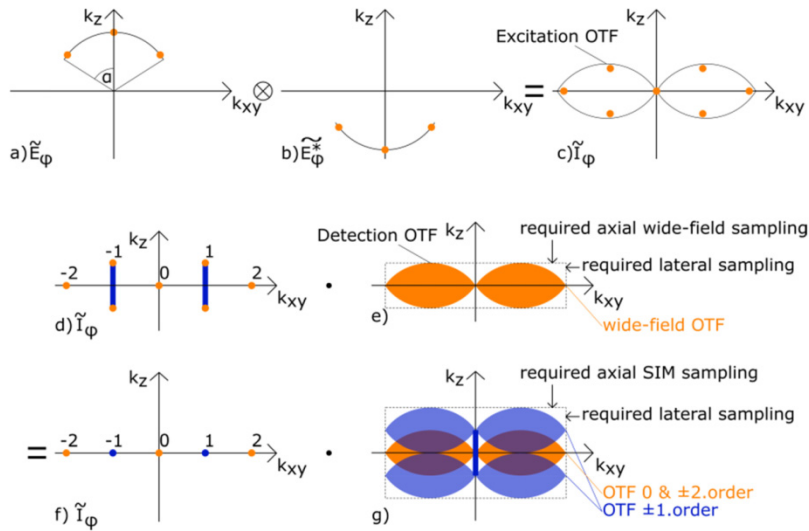 kz
kz
kz
Excitation OTF
α
kxy
⊗
kxy
=
kxy
a) Ẽφ
b) Ẽ*φ
c) Ĩφ
kz
kz
required axial wide-field sampling
Detection OTF
required lateral sampling
-2 -1 0 1 2
kxy
•
kxy
wide-field OTF
d) Ĩφ
e)
kz
kz
required axial SIM sampling
required lateral sampling
=
-2 -1 0 1 2
kxy
•
kxy
OTF 0 & ±2.order
OTF ±1.order
f) Ĩφ
g)